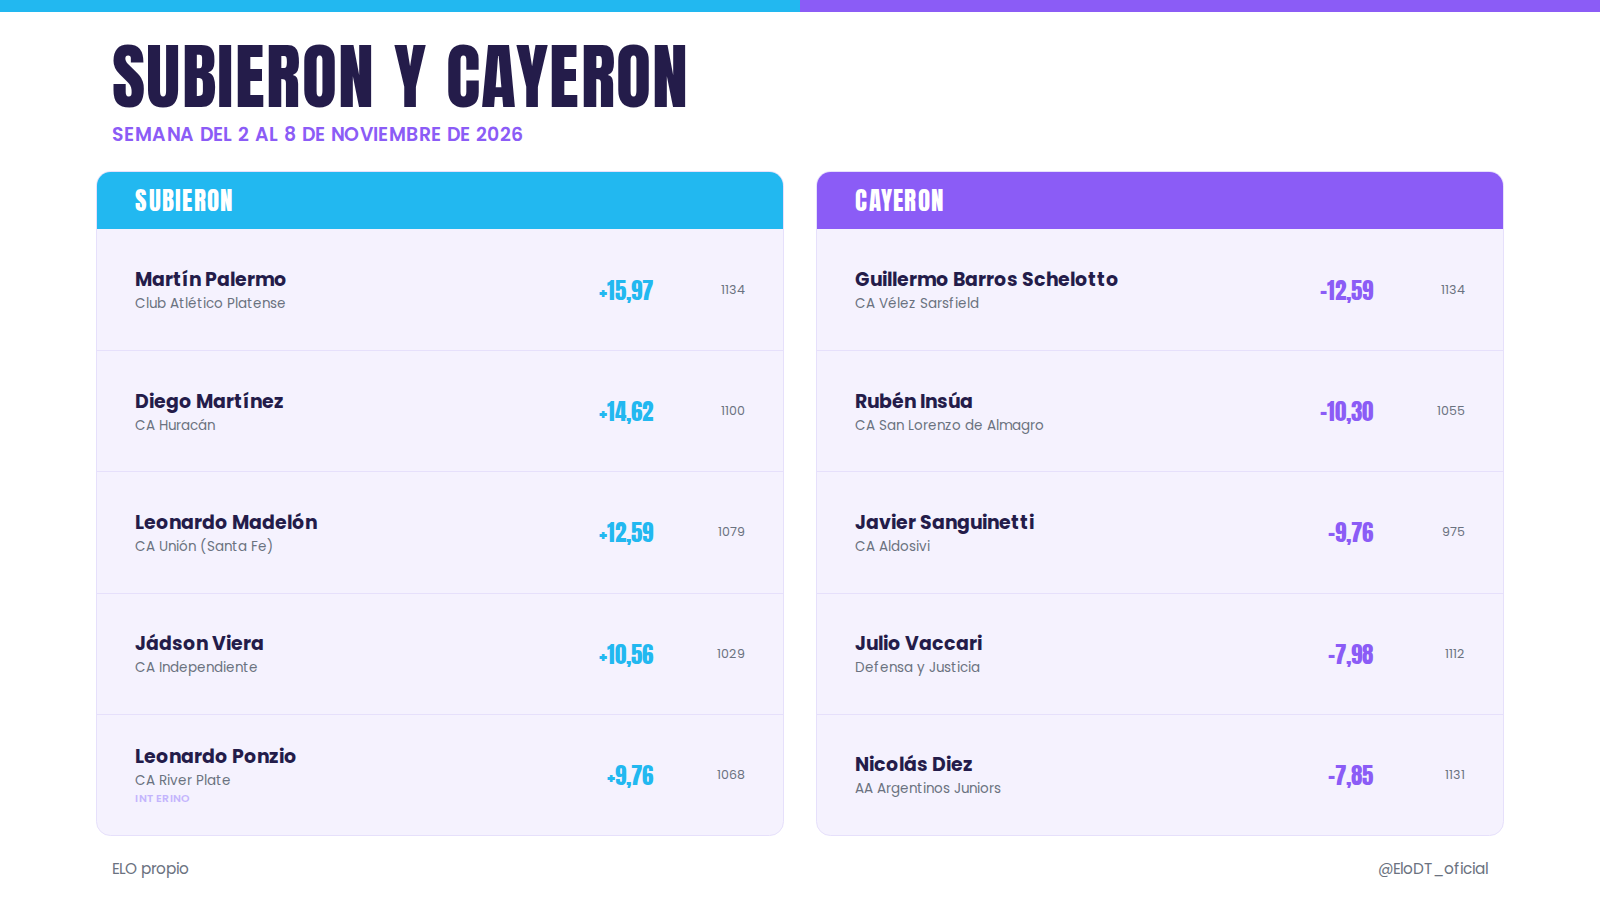 SUBIERON Y CAYERON
SEMANA DEL 2 AL 8 DE NOVIEMBRE DE 2026
SUBIERON
Martín Palermo
Club Atlético Platense
+15,97
1134
Diego Martínez
CA Huracán
+14,62
1100
Leonardo Madelón
CA Unión (Santa Fe)
+12,59
1079
Jádson Viera
CA Independiente
+10,56
1029
Leonardo Ponzio
CA River Plate
INTERINO
+9,76
1068
CAYERON
Guillermo Barros Schelotto
CA Vélez Sarsfield
-12,59
1134
Rubén Insúa
CA San Lorenzo de Almagro
-10,30
1055
Javier Sanguinetti
CA Aldosivi
-9,76
975
Julio Vaccari
Defensa y Justicia
-7,98
1112
Nicolás Diez
AA Argentinos Juniors
-7,85
1131
ELO propio
@EloDT_oficial